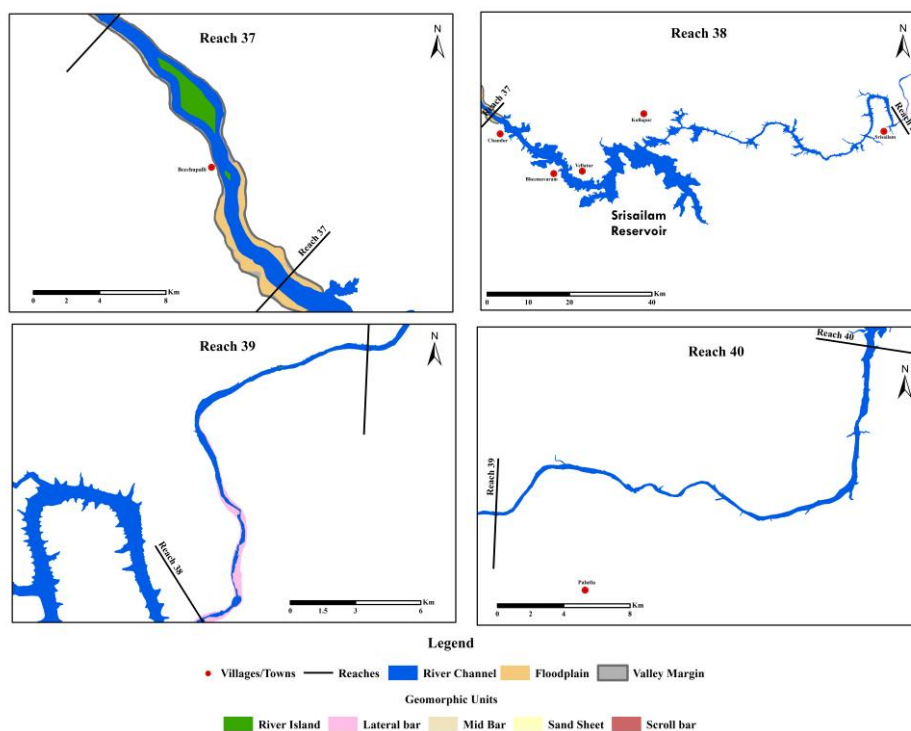 Reach 37
N
Beechupalli
Reach 37
0 2 4 8 Km
Reach 38
N
Reach 37
Chandur
Kollapur
Bheemavaram
Vellatur
Srisailam
Reach
Srisailam
Reservoir
0 10 20 40 Km
Reach 39
N
Reach 38
0 1.5 3 6 Km
Reach 40
Reach 40
N
Reach 39
0 2 4 8 Km
Legend
Villages/Towns Reaches River Channel Floodplain Valley Margin
Geomorphic Units
River Island Lateral bar Mid Bar Sand Sheet Scroll bar